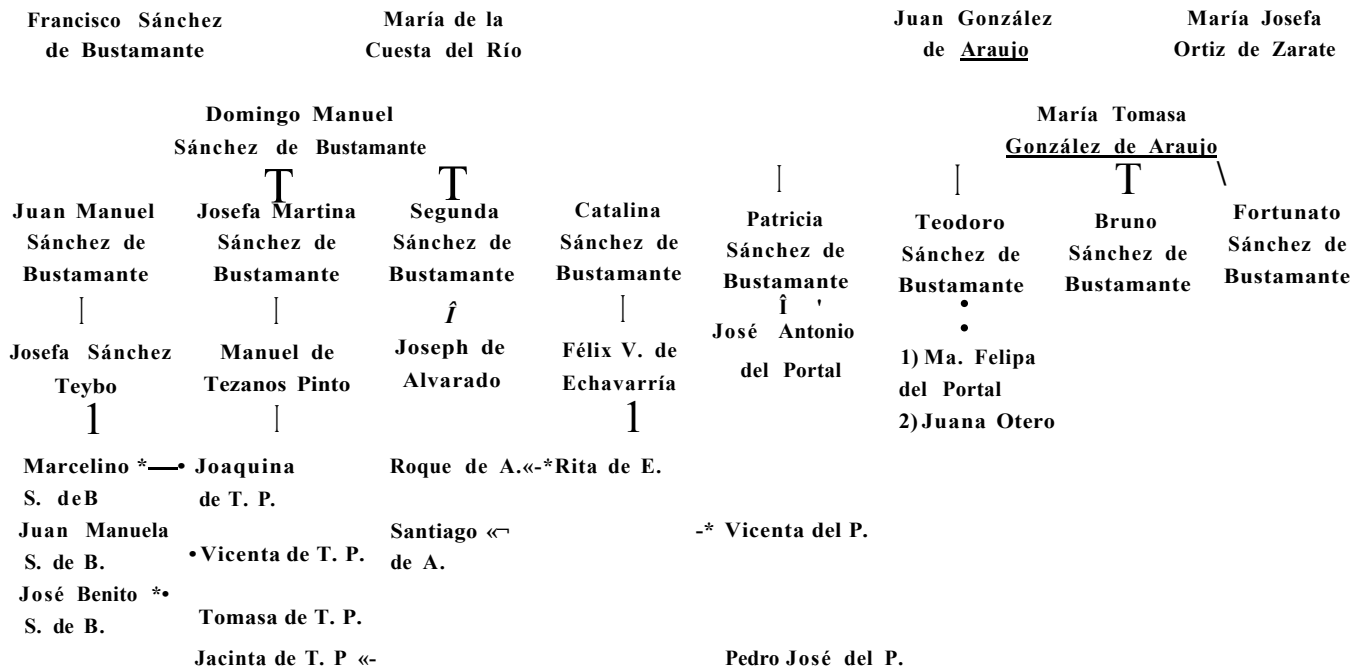 Francisco Sánchez
de Bustamante
María de la
Cuesta del Río
Juan González
de Araujo
María Josefa
Ortiz de Zarate
Domingo Manuel
Sánchez de Bustamante
María Tomasa
González de Araujo
Juan Manuel
Sánchez de
Bustamante
Josefa Martina
Sánchez de
Bustamante
Segunda
Sánchez de
Bustamante
Catalina
Sánchez de
Bustamante
Patricia
Sánchez de
Bustamante
Teodoro
Sánchez de
Bustamante
Bruno
Sánchez de
Bustamante
Fortunato
Sánchez de
Bustamante
Josefa Sánchez
Teybo
Manuel de
Tezanos Pinto
Joseph de
Alvarado
Félix V. de
Echavarría
José Antonio
del Portal
1) Ma. Felipa
del Portal
2) Juana Otero
Marcelino *—• Joaquina
S. deB
de T. P.
Roque de A.«-*Rita de E.
Juan Manuela
S. de B.
•Vicenta de T. P.
Santiago «¬
de A.
-* Vicenta del P.
José Benito *•
S. de B.
Tomasa de T. P.
Jacinta de T. P «-
Pedro José del P.